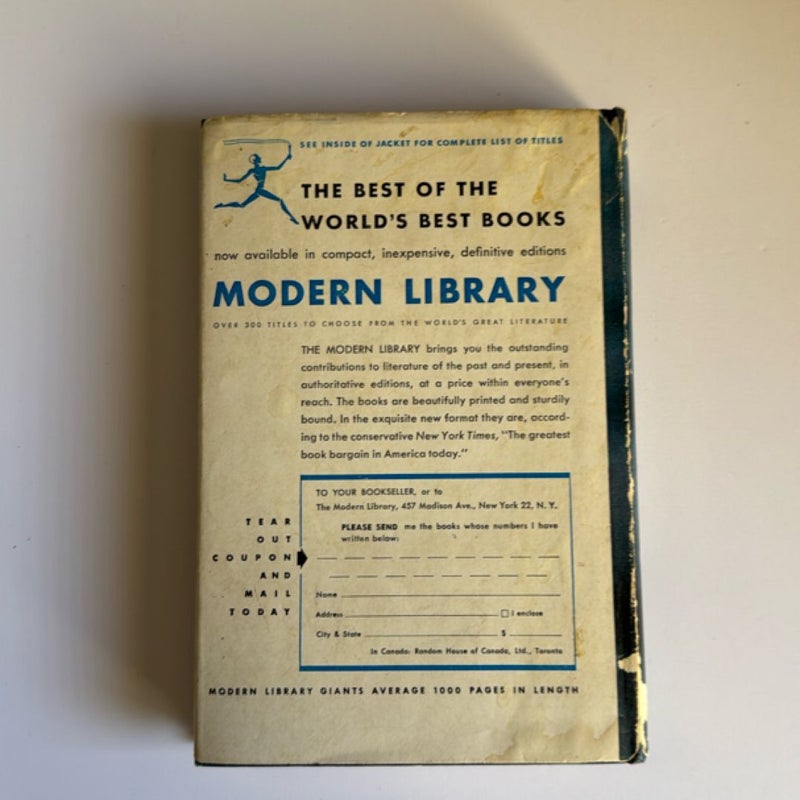 SEE INSIDE OF JACKET FOR COMPLETE LIST OF TITLES
THE BEST OF THE
WORLD'S BEST BOOKS
now available in compact, inexpensive, definitive editions
MODERN LIBRARY
OVER 300 TITLES TO CHOOSE FROM THE WORLD'S GREAT LITERATURE
THE MODERN LIBRARY brings you the outstanding
contributions to literature of the past and present, in
authoritative editions, at a price within everyone's
reach. The books are beautifully printed and sturdily
bound. In the exquisite new format they are, accord-
ing to the conservative New York Times, "The greatest
book bargain in America today."
TEAR
OUT
COUPON
AND
MAIL
TODAY
TO YOUR BOOKSELLER, or to
The Modern Library, 457 Madison Ave., New York 22, N. Y.
PLEASE SEND me the books whose numbers I have
written below:
Name
Address I enclose
City & State $
In Canada: Random House of Canada, Ltd., Toronto
MODERN LIBRARY GIANTS AVERAGE 1000 PAGES IN LENGTH